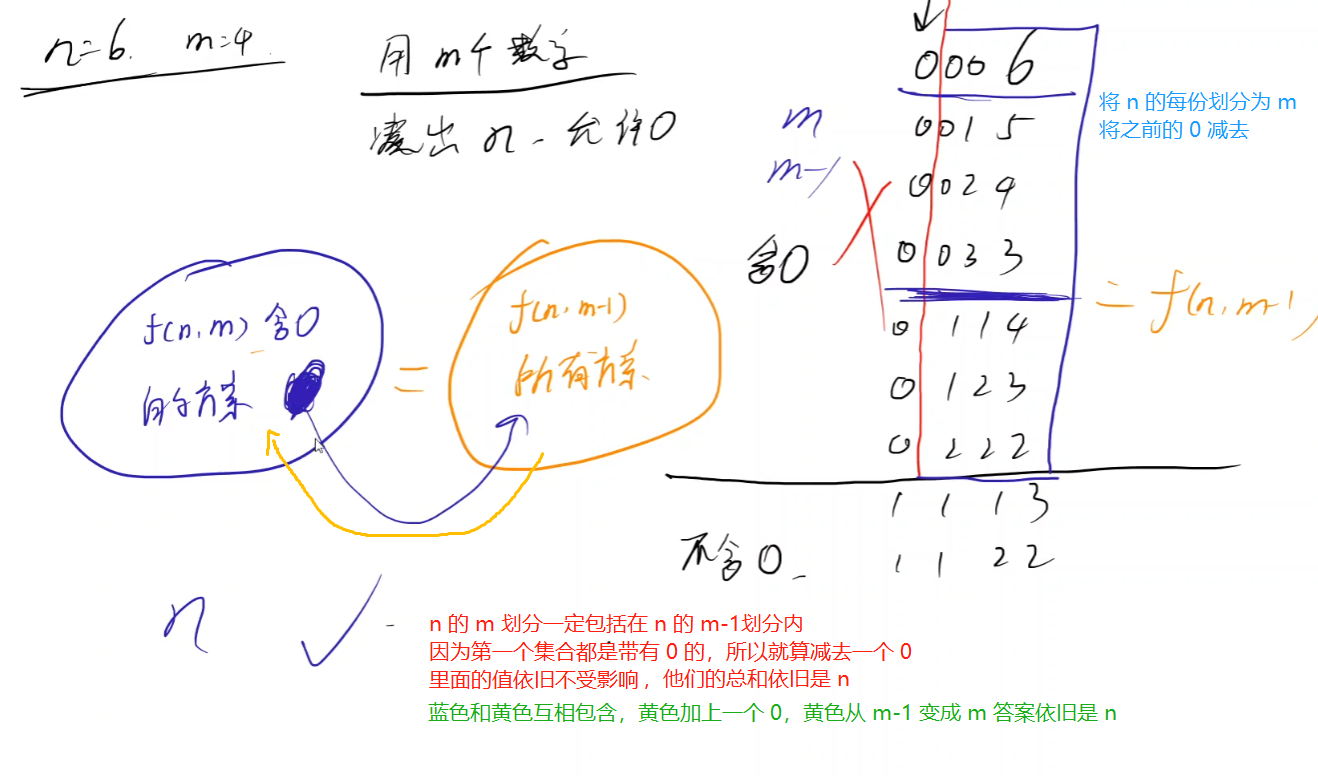 n=6. m=4.
用 m个 数字
凑出 n - 允许0
0006
将 n 的每份划分为 m
将之前的 0 减去
m
0015
m-1
0024
含0
0033
= f(n, m-1)
0114
0123
0222
f(n, m) 含0
的方案
=
f(n, m-1)
所有方案
1113
不含0
1122
n
n 的 m 划分一定包括在 n 的 m-1划分内
因为第一个集合都是带有 0 的，所以就算减去一个 0
里面的值依旧不受影响，他们的总和依旧是 n
蓝色和黄色互相包含，黄色加上一个 0，黄色从 m-1 变成 m 答案依旧是 n